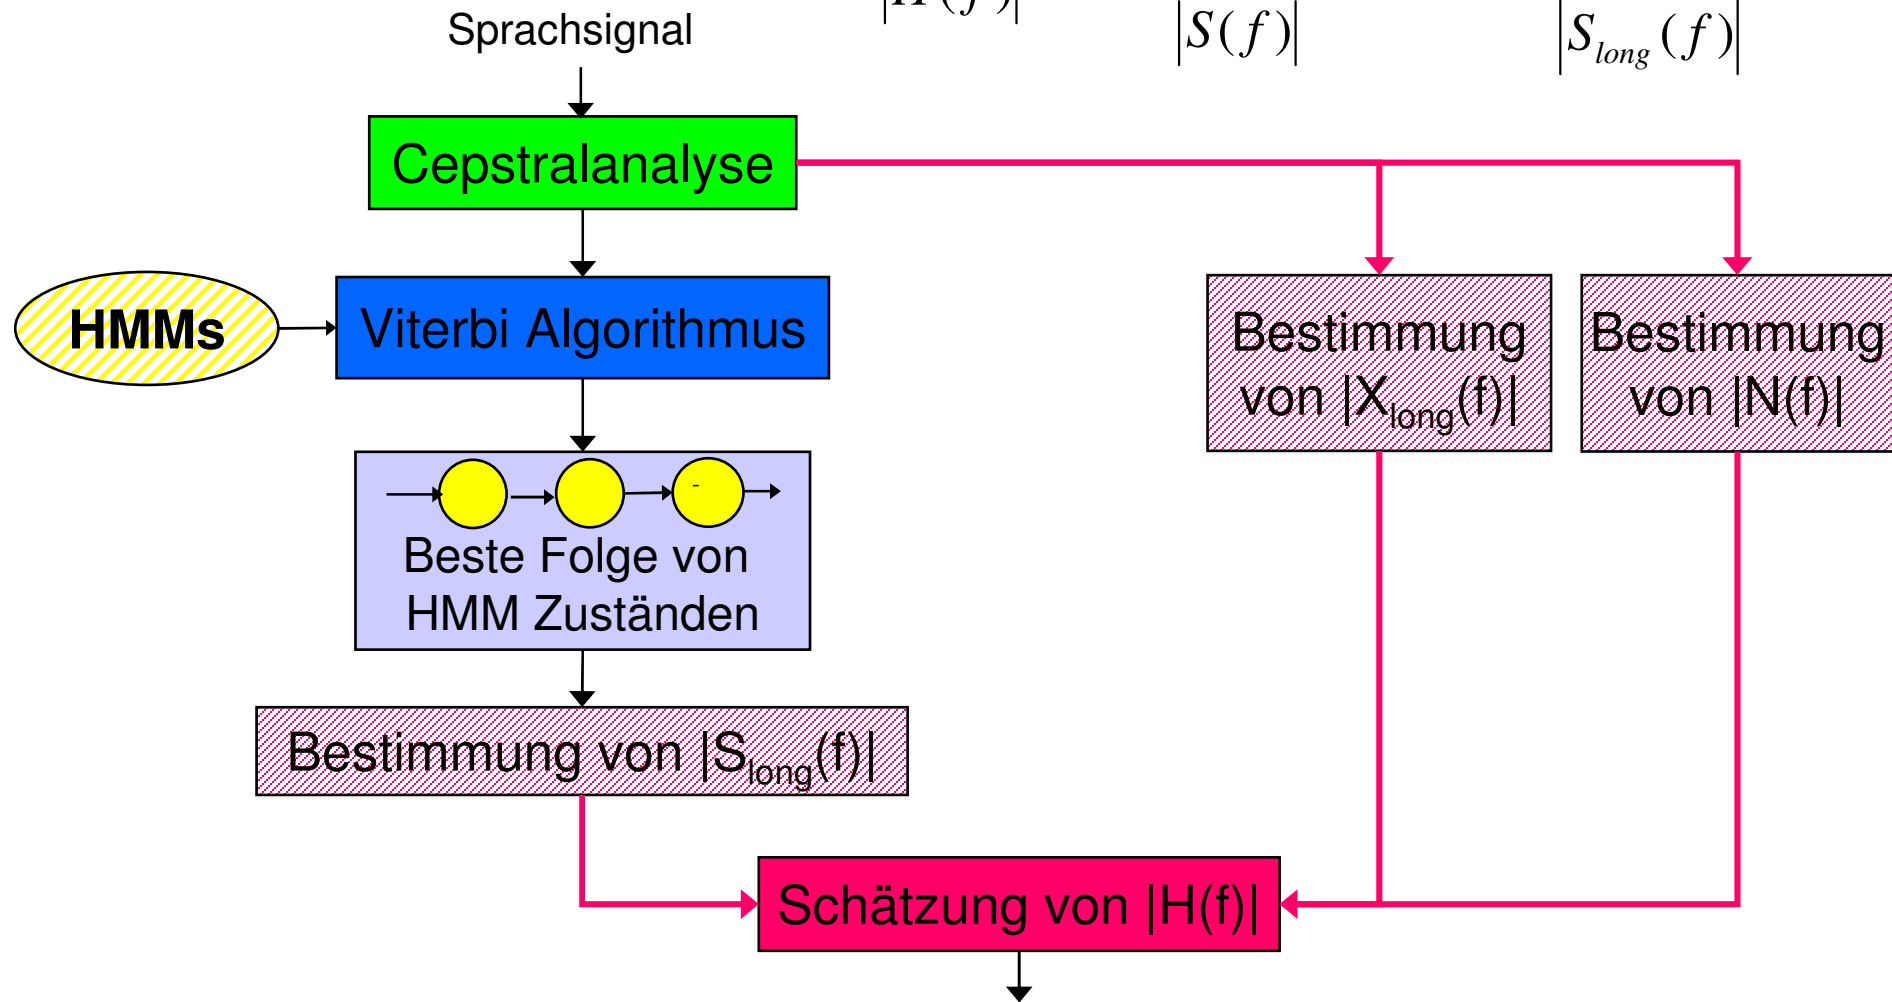 |H(f)|
|S(f)|
|S_long(f)|
Sprachsignal
Cepstralanalyse
HMMs
Viterbi Algorithmus
Bestimmung
von |X_long(f)|
Bestimmung
von |N(f)|
Beste Folge von
HMM Zuständen
Bestimmung von |S_long(f)|
Schätzung von |H(f)|